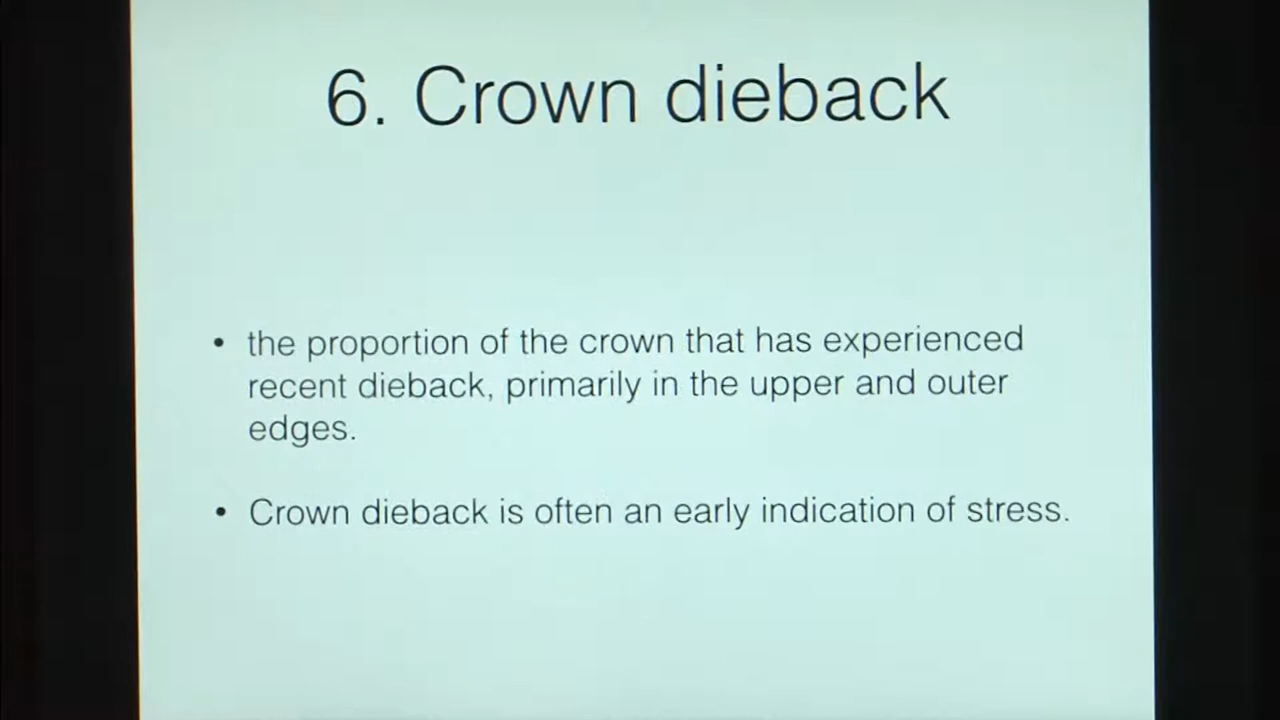 6. Crown dieback
• the proportion of the crown that has experienced
recent dieback, primarily in the upper and outer
edges.
• Crown dieback is often an early indication of stress.